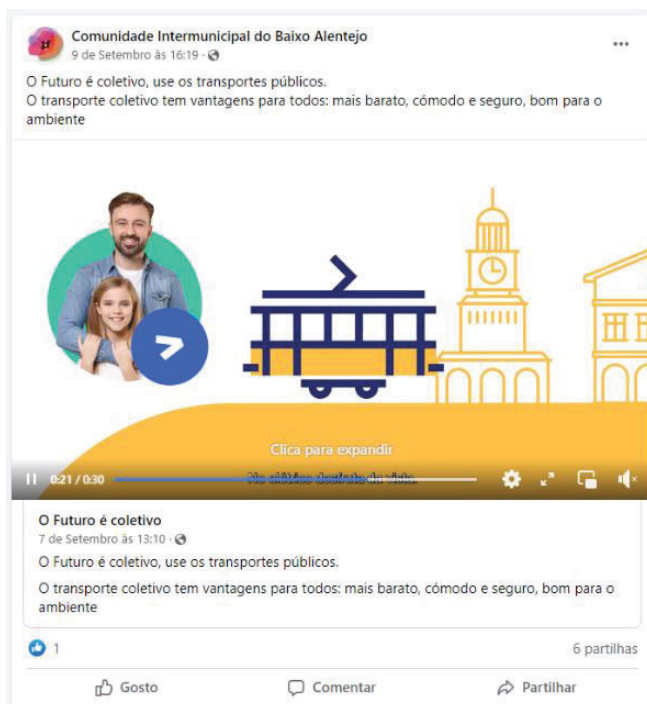 Comunidade Intermunicipal do Baixo Alentejo
9 de Setembro às 16:19 ·
O Futuro é coletivo, use os transportes públicos.
O transporte coletivo tem vantagens para todos: mais barato, cómodo e seguro, bom para o
ambiente
Clica para expandir
0:21 / 0:30
O Futuro é coletivo
7 de Setembro às 13:10 ·
O Futuro é coletivo, use os transportes públicos.
O transporte coletivo tem vantagens para todos: mais barato, cómodo e seguro, bom para o
ambiente
1
6 partilhas
Gosto
Comentar
Partilhar